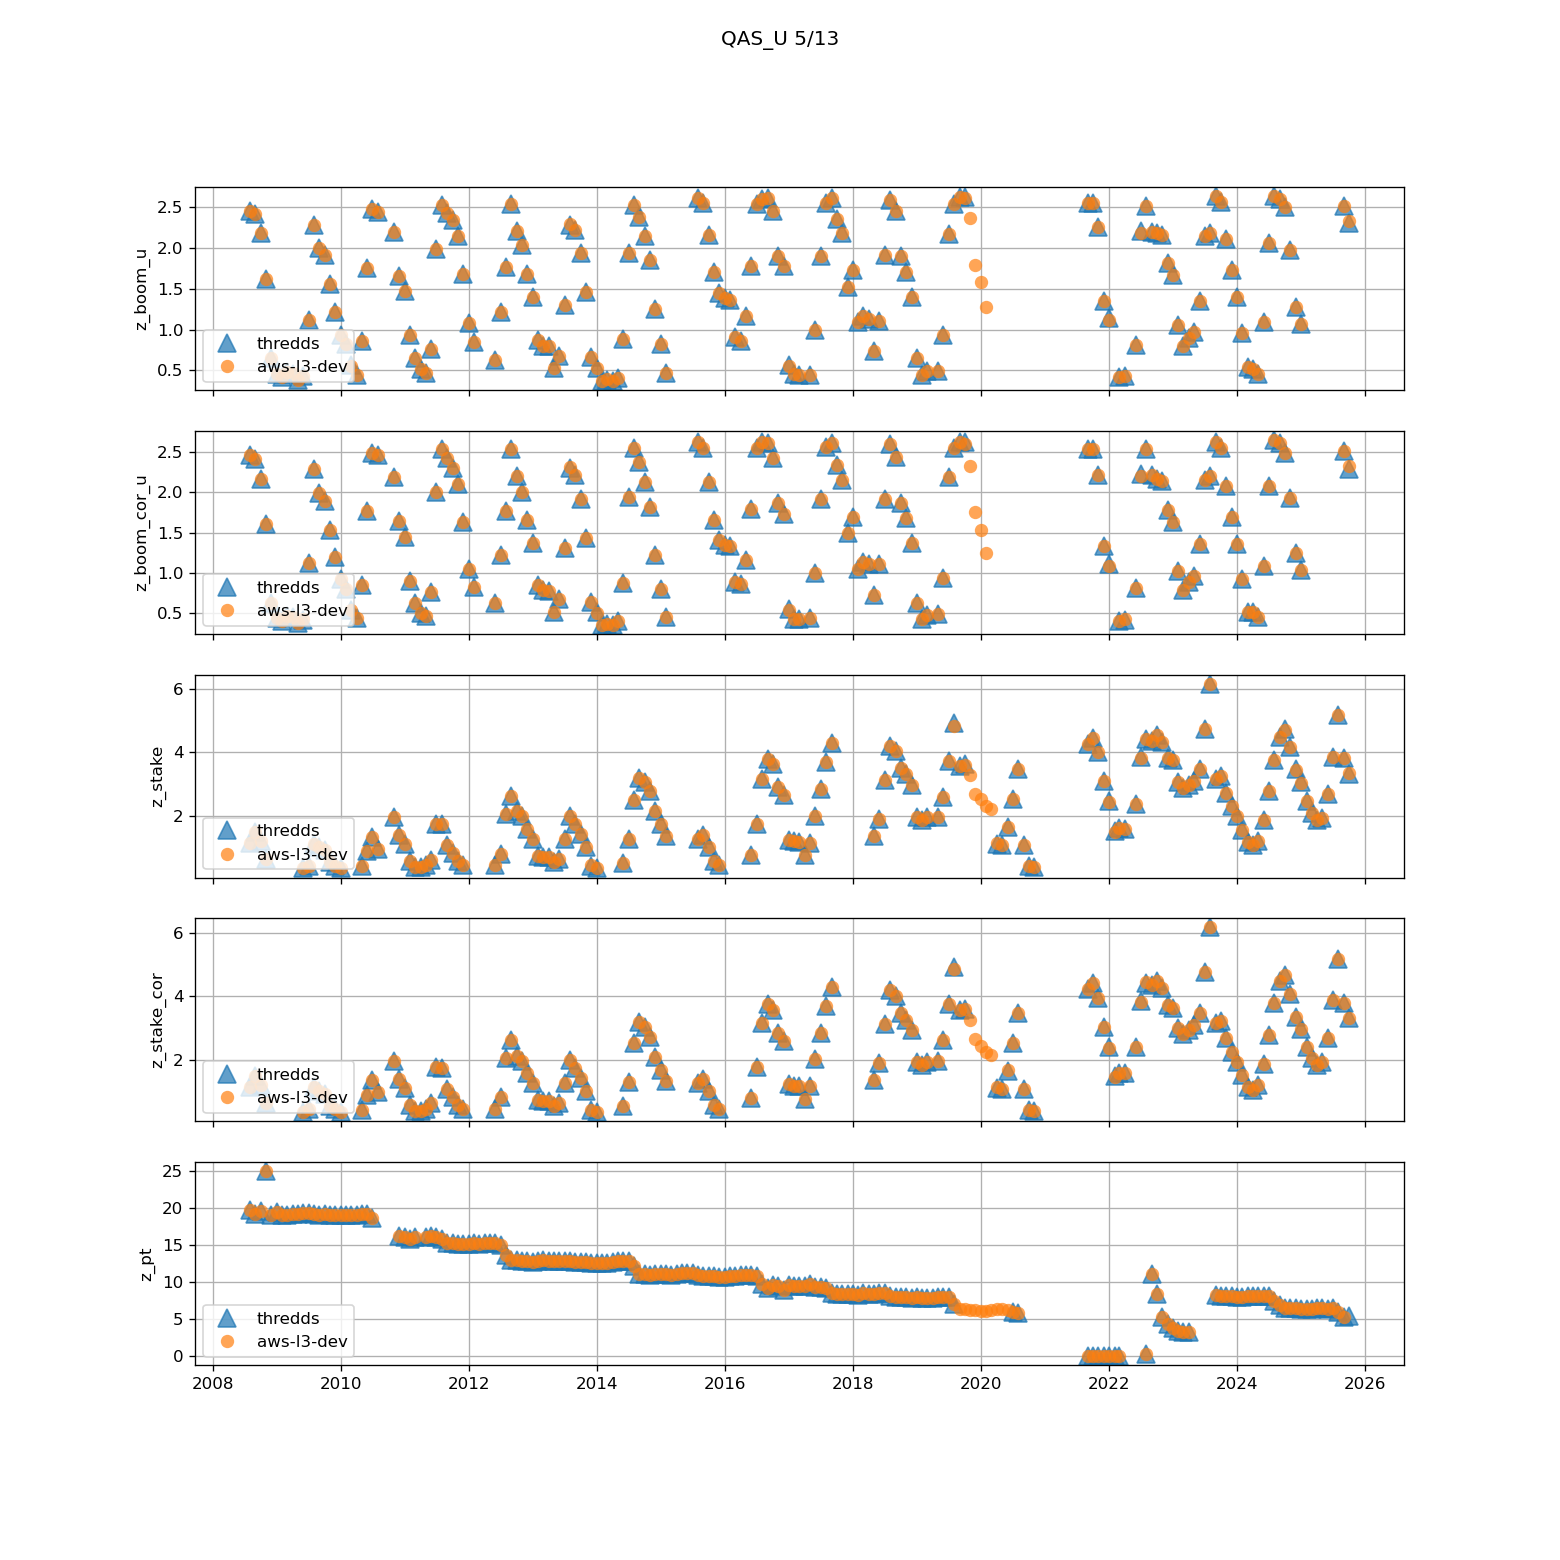 QAS_U 5/13
z_boom_u
2.5
2.0
1.5
1.0
0.5
thredds
aws-l3-dev
z_boom_cor_u
2.5
2.0
1.5
1.0
0.5
thredds
aws-l3-dev
z_stake
6
4
2
thredds
aws-l3-dev
z_stake_cor
6
4
2
thredds
aws-l3-dev
z_pt
25
20
15
10
5
0
thredds
aws-l3-dev
2008 2010 2012 2014 2016 2018 2020 2022 2024 2026